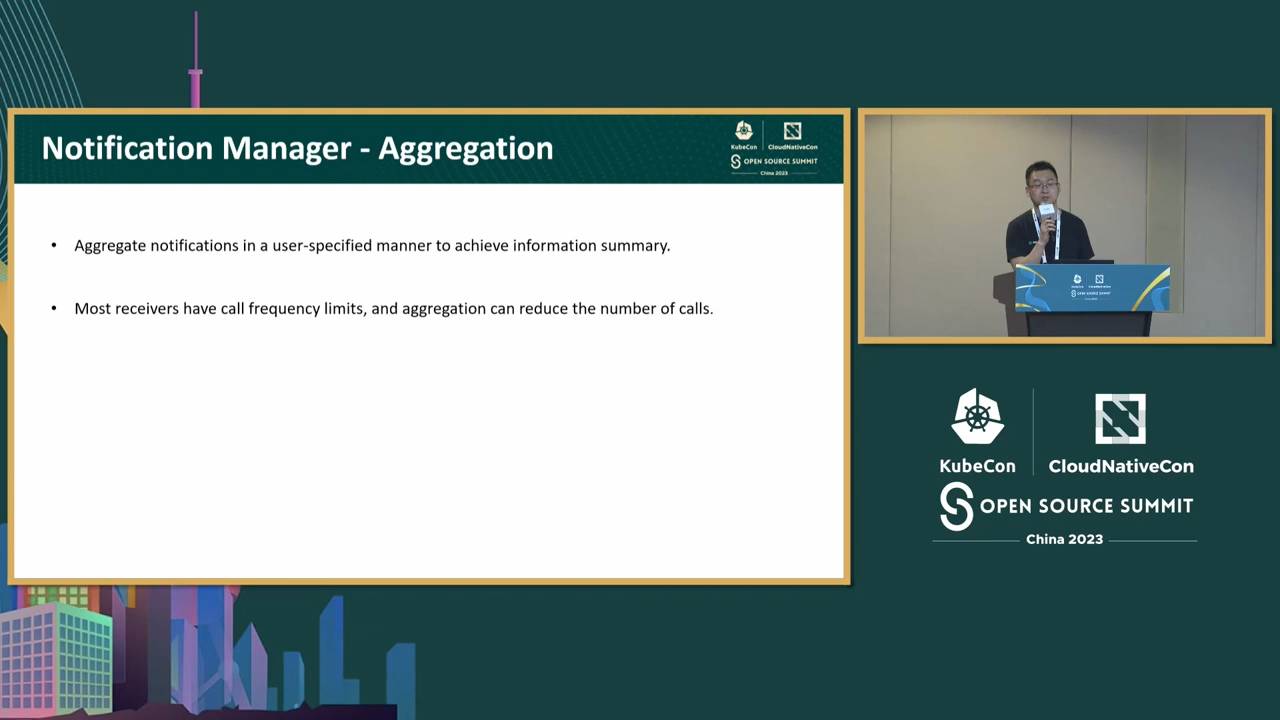 Notification Manager - Aggregation
KubeCon
CloudNativeCon
OPEN SOURCE SUMMIT
China 2023
• Aggregate notifications in a user-specified manner to achieve information summary.
• Most receivers have call frequency limits, and aggregation can reduce the number of calls.
KubeCon
CloudNativeCon
OPEN SOURCE SUMMIT
China 2023